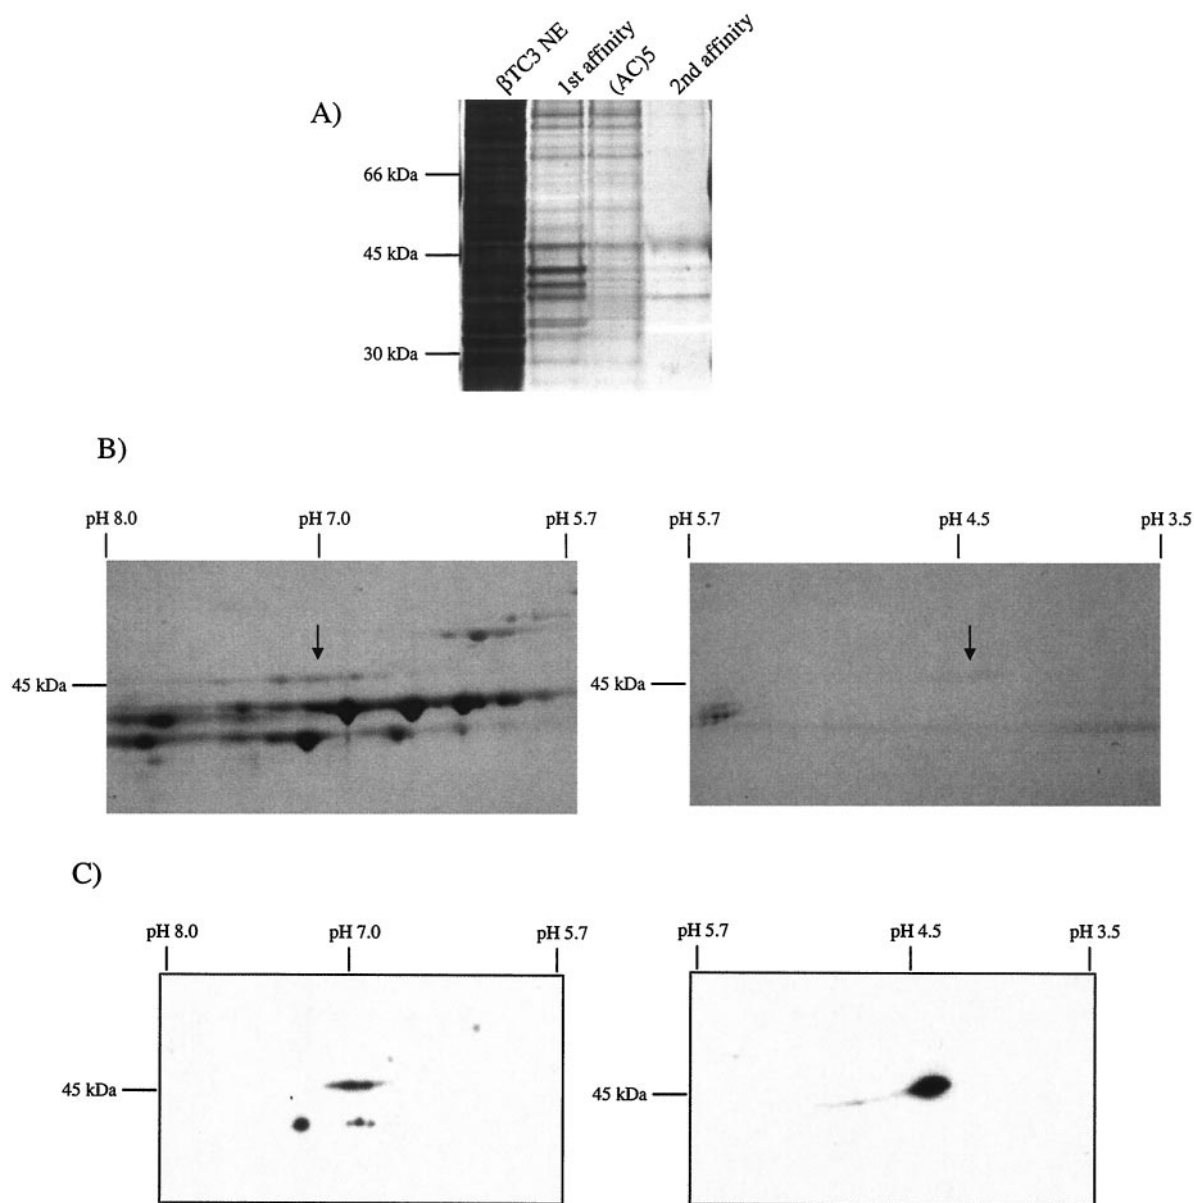 A)
βTC3 NE
1st affinity
(AC)5
2nd affinity
66 kDa
45 kDa
30 kDa
B)
pH 8.0 pH 7.0 pH 5.7
45 kDa
pH 5.7 pH 4.5 pH 3.5
45 kDa
C)
pH 8.0 pH 7.0 pH 5.7
45 kDa
pH 5.7 pH 4.5 pH 3.5
45 kDa